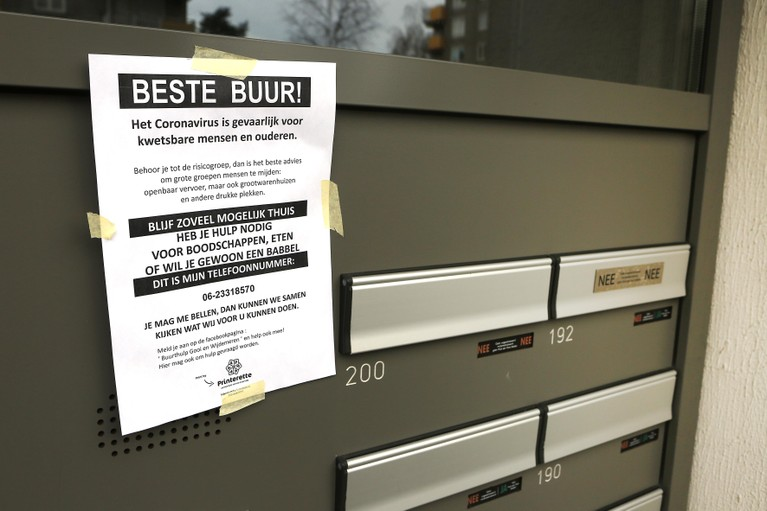 BESTE BUUR!
Het Coronavirus is gevaarlijk voor
kwetsbare mensen en ouderen.
Behoor je tot de risicogroep, dan is het beste advies
om grote groepen mensen te mijden:
openbaar vervoer, maar ook grootwarenhuizen
en andere drukke plekken.
BLIJF ZOVEEL MOGELIJK THUIS
HEB JE HULP NODIG
VOOR BOODSCHAPPEN, ETEN
OF WIL JE GEWOON EEN BABBEL
DIT IS MIJN TELEFOONNUMMER:
06-23318570
JE MAG ME BELLEN, DAN KUNNEN WE SAMEN
KIJKEN WAT WIJ VOOR U KUNNEN DOEN.
Meld je aan op de facebookpagina :
" Buurthulp Gooi en Wijdemeren " en help ook mee!
Hier mag ook om hulp gevraagd worden.
Printerette
NEE NEE
NEE NEE
200
192
190